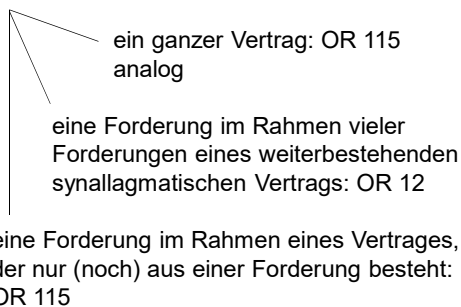 ein ganzer Vertrag: OR 115
analog
eine Forderung im Rahmen vieler
Forderungen eines weiterbestehenden
synallagmatischen Vertrags: OR 12
eine Forderung im Rahmen eines Vertrages,
der nur (noch) aus einer Forderung besteht:
OR 115